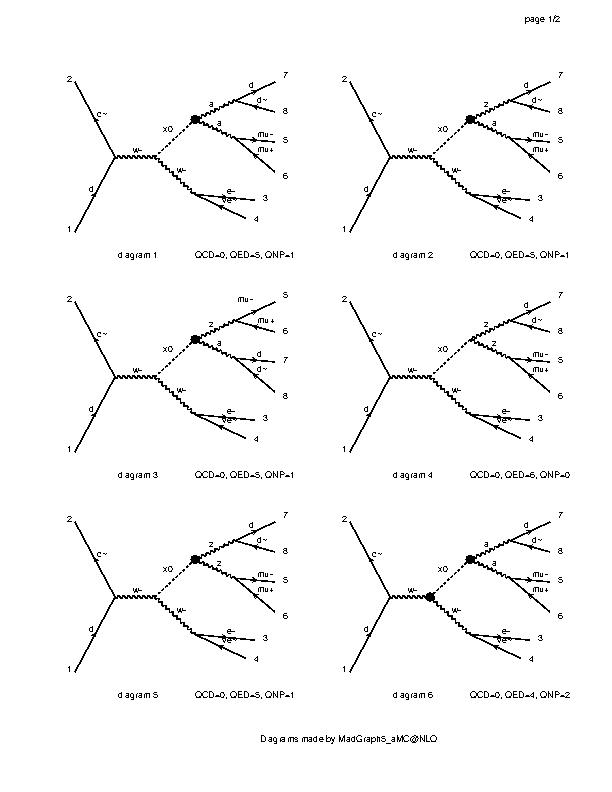 page 1/2
d 7
2
a d~ 8
c~
x0 a mu- 5
mu+
w-
6
d w-
e- 3
ve~
1 4
diagram 1 QCD=0, QED=5, QNP=1
d 7
2
z d~ 8
c~
x0 a mu- 5
mu+
w-
6
d w-
e- 3
ve~
1 4
diagram 2 QCD=0, QED=5, QNP=1
mu- 5
2
z mu+ 6
c~
x0 a d 7
d~
w-
8
d w-
e- 3
ve~
1 4
diagram 3 QCD=0, QED=5, QNP=1
d 7
2
z d~ 8
c~
x0 z mu- 5
mu+
w-
6
d w-
e- 3
ve~
1 4
diagram 4 QCD=0, QED=6, QNP=0
d 7
2
z d~ 8
c~
x0 z mu- 5
mu+
w-
6
d w-
e- 3
ve~
1 4
diagram 5 QCD=0, QED=5, QNP=1
d 7
2
a d~ 8
c~
x0 a mu- 5
mu+
w-
6
d w-
e- 3
ve~
1 4
diagram 6 QCD=0, QED=4, QNP=2
Diagrams made by MadGraph5_aMC@NLO